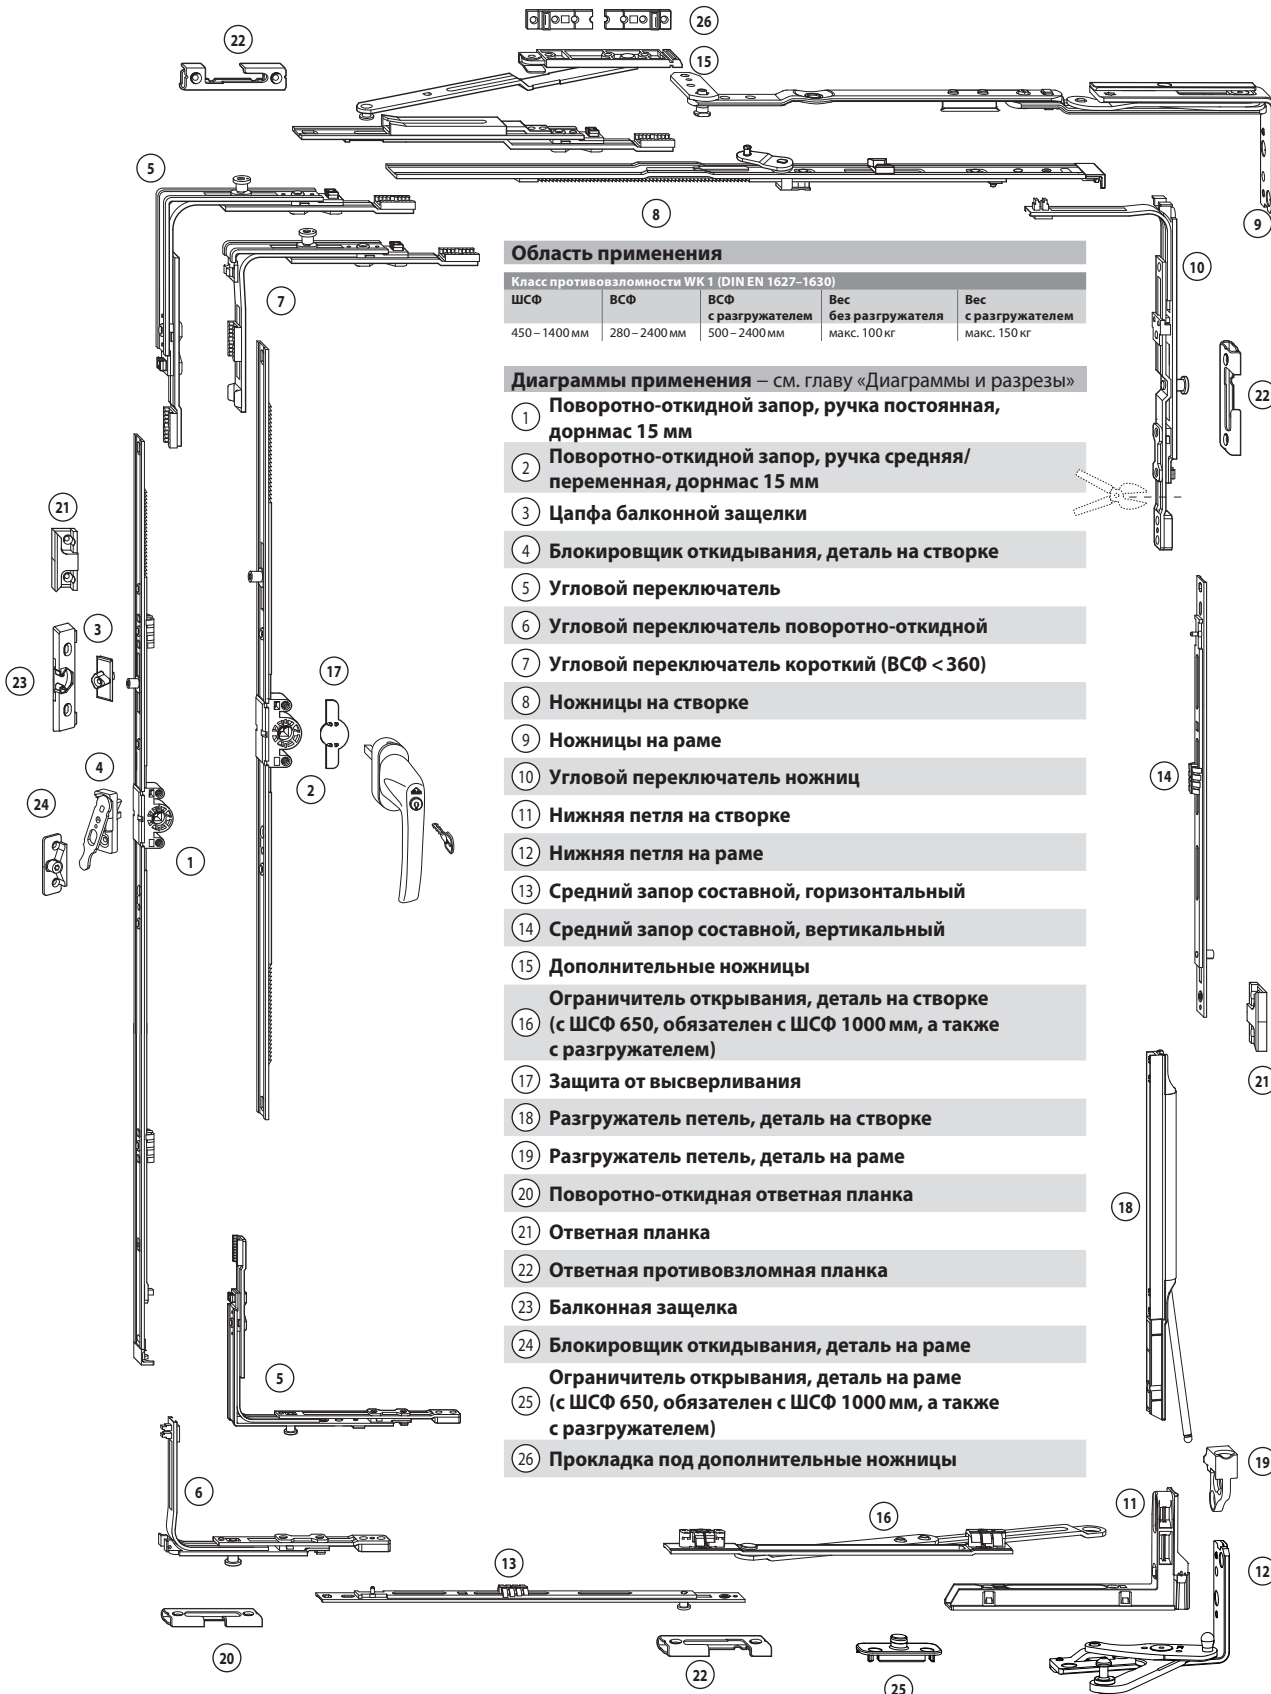 26
22
15
5
8
9
10
7
Область применения
Класс противовзломности WK 1 (DIN EN 1627–1630)
ШСФ ВСФ ВСФ с разгружателем Вес без разгружателя Вес с разгружателем
450 – 1400 мм 280 – 2400 мм 500 – 2400 мм макс. 100 кг макс. 150 кг
22
Диаграммы применения – см. главу «Диаграммы и разрезы»
1 Поворотно-откидной запор, ручка постоянная,
дорнмас 15 мм
2 Поворотно-откидной запор, ручка средняя/
переменная, дорнмас 15 мм
3 Цапфа балконной защелки
4 Блокировщик откидывания, деталь на створке
5 Угловой переключатель
6 Угловой переключатель поворотно-откидной
7 Угловой переключатель короткий (ВСФ < 360)
8 Ножницы на створке
9 Ножницы на раме
10 Угловой переключатель ножниц
11 Нижняя петля на створке
12 Нижняя петля на раме
13 Средний запор составной, горизонтальный
14 Средний запор составной, вертикальный
15 Дополнительные ножницы
16 Ограничитель открывания, деталь на створке
(с ШСФ 650, обязателен с ШСФ 1000 мм, а также
с разгружателем)
17 Защита от высверливания
18 Разгружатель петель, деталь на створке
19 Разгружатель петель, деталь на раме
20 Поворотно-откидная ответная планка
21 Ответная планка
22 Ответная противовзломная планка
23 Балконная защелка
24 Блокировщик откидывания, деталь на раме
25 Ограничитель открывания, деталь на раме
(с ШСФ 650, обязателен с ШСФ 1000 мм, а также
с разгружателем)
26 Прокладка под дополнительные ножницы
21
3
23
17
4
24
2
1
14
21
18
5
6
19
11
16
13
12
20
22
25